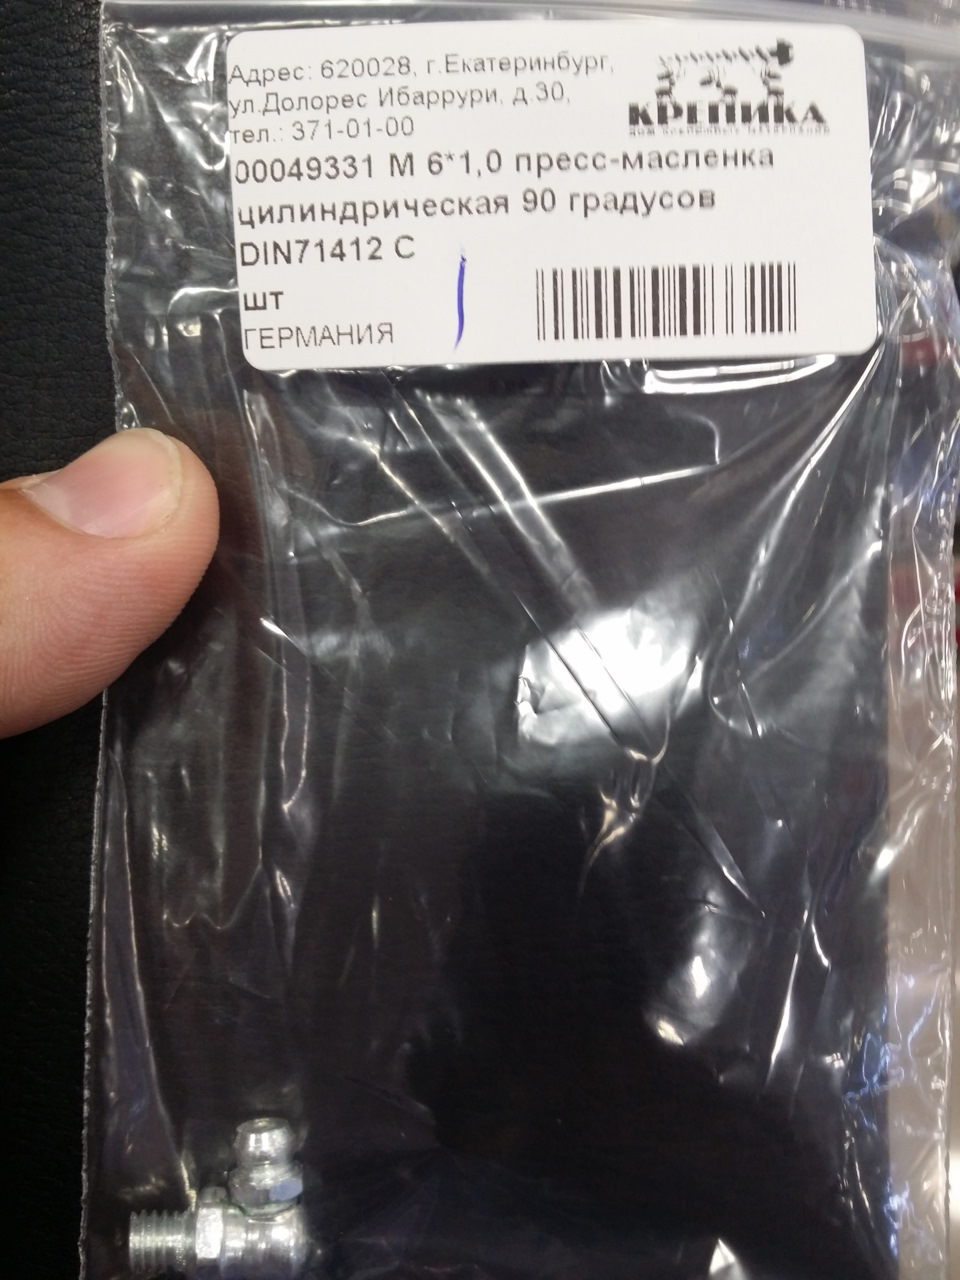 Адрес: 620028, г.Екатеринбург,
ул.Долорес Ибаррури, д.30,
тел.: 371-01-00
КРЕПИКА
00049331 М 6*1,0 пресс-масленка
цилиндрическая 90 градусов
DIN71412 C
шт
ГЕРМАНИЯ